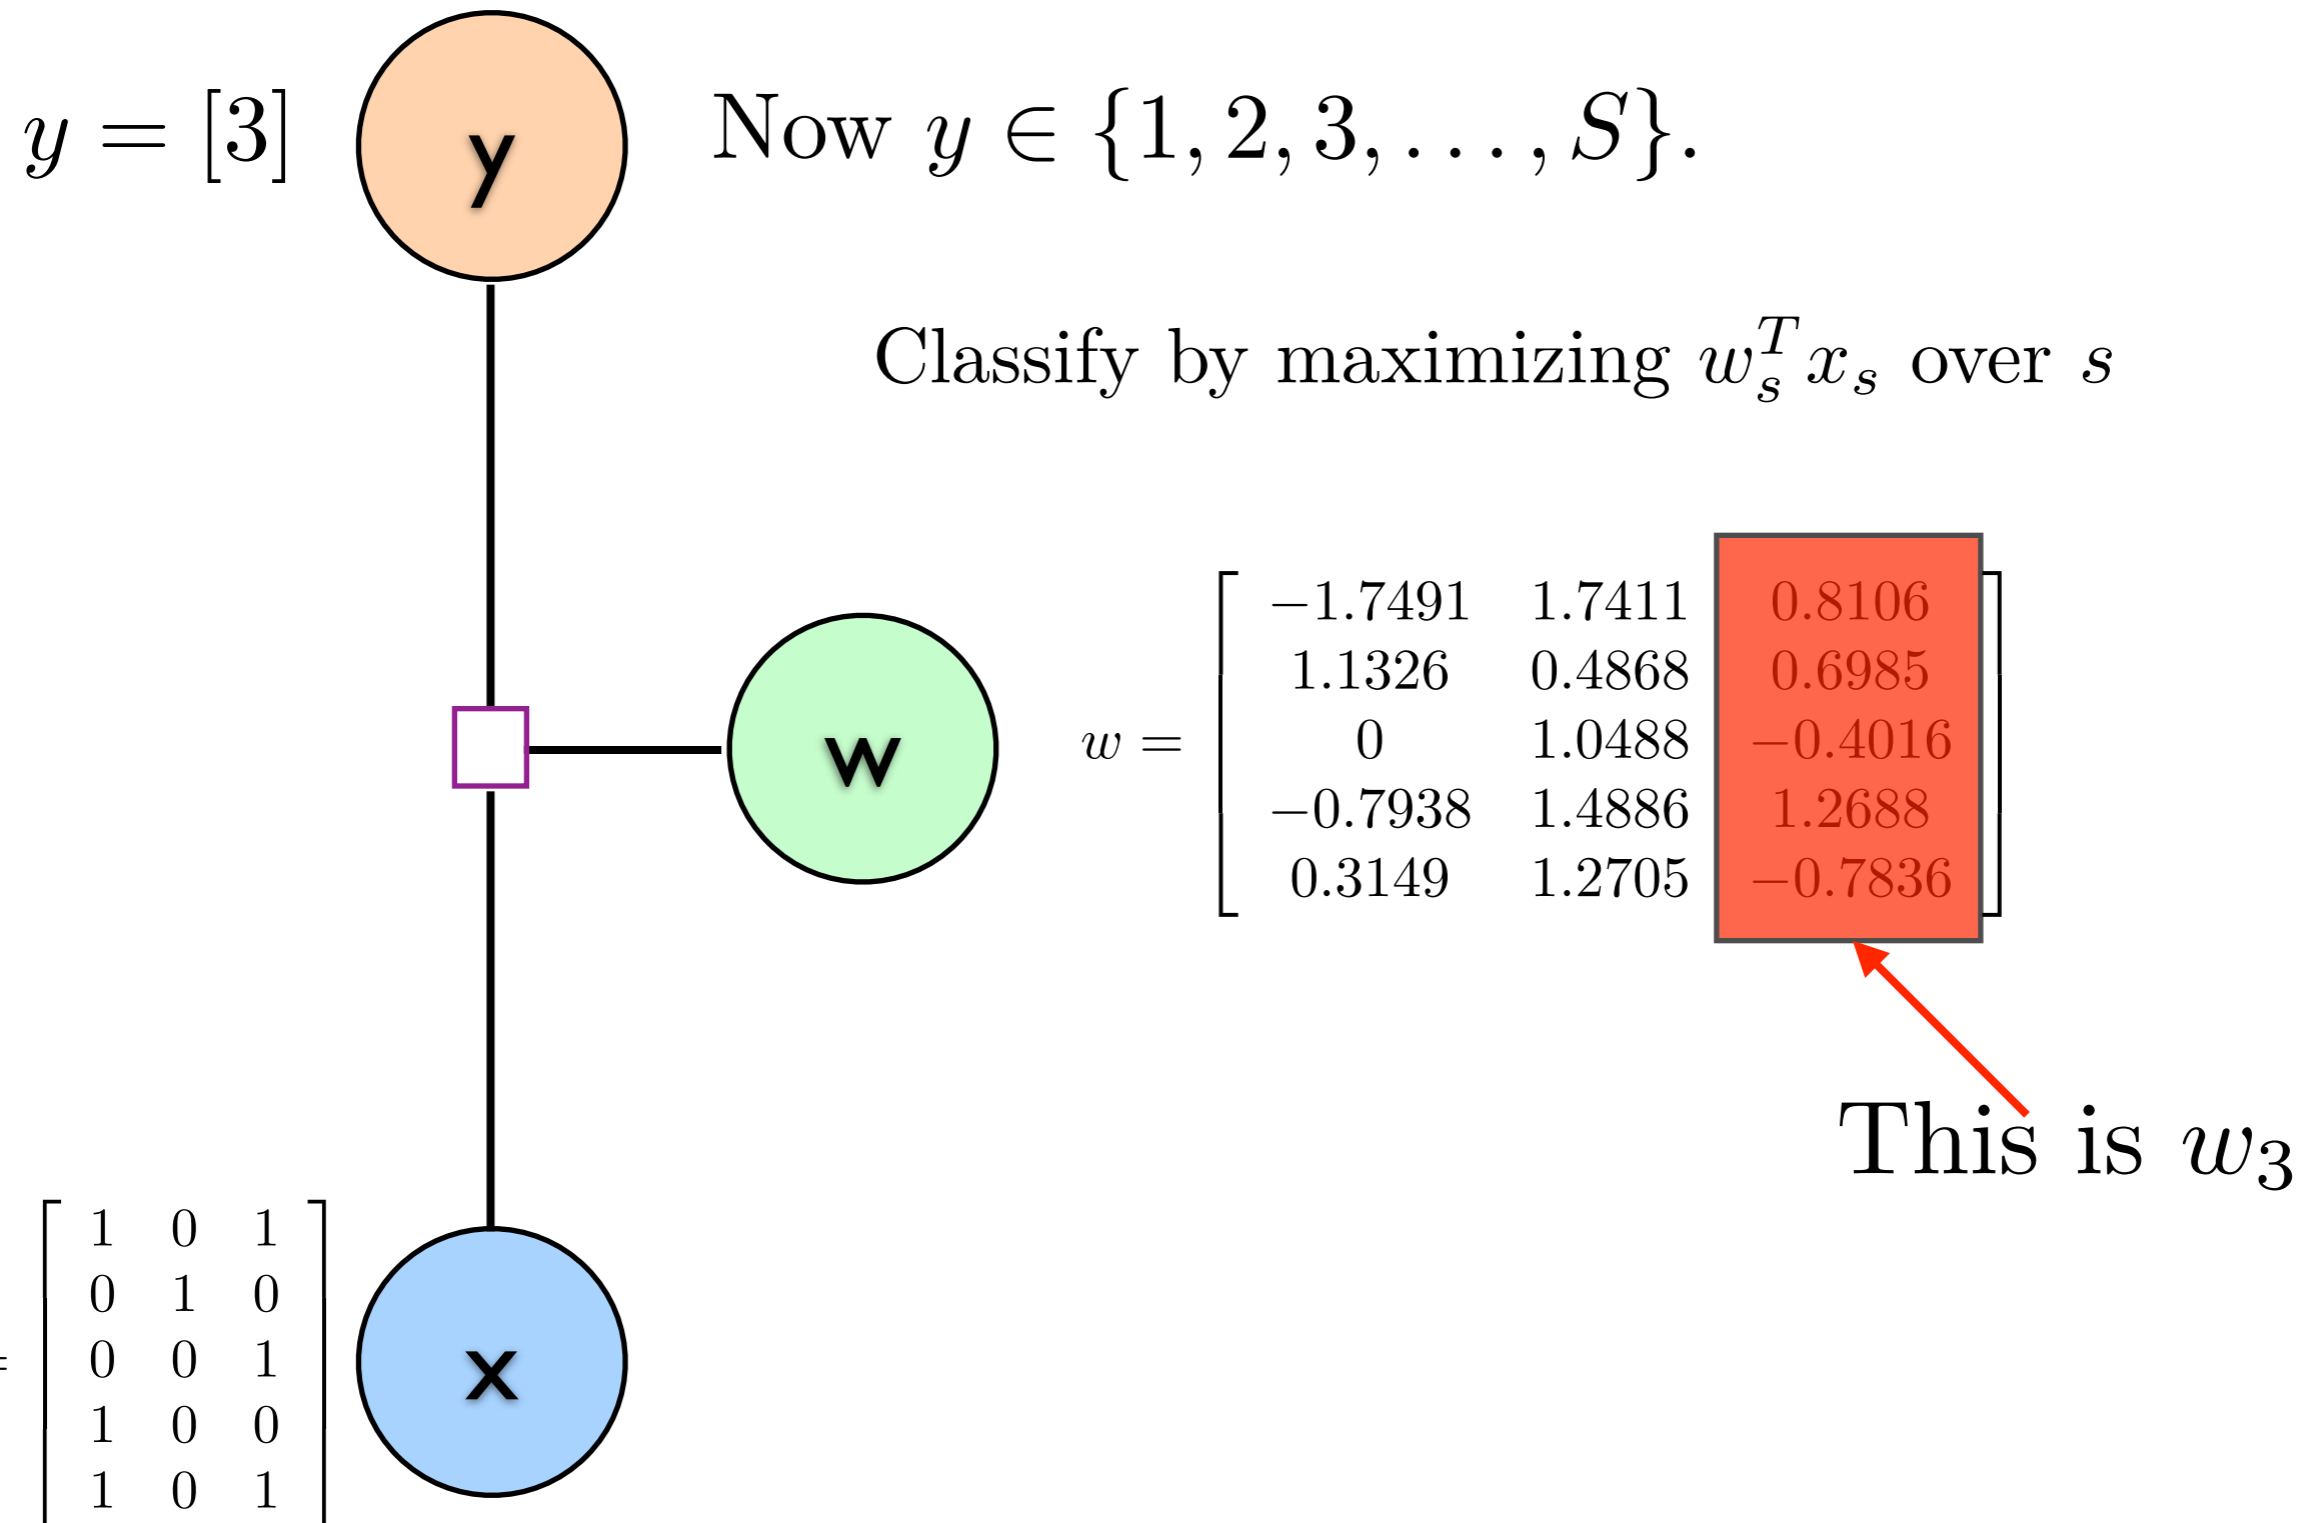 y = [3]
y
Now y ∈ {1, 2, 3, . . . , S}.
Classify by maximizing w_s^T x_s over s
w
w =
−1.7491 1.7411 0.8106
1.1326 0.4868 0.6985
0 1.0488 −0.4016
−0.7938 1.4886 1.2688
0.3149 1.2705 −0.7836
This is w_3
=
1 0 1
0 1 0
0 0 1
1 0 0
1 0 1
x